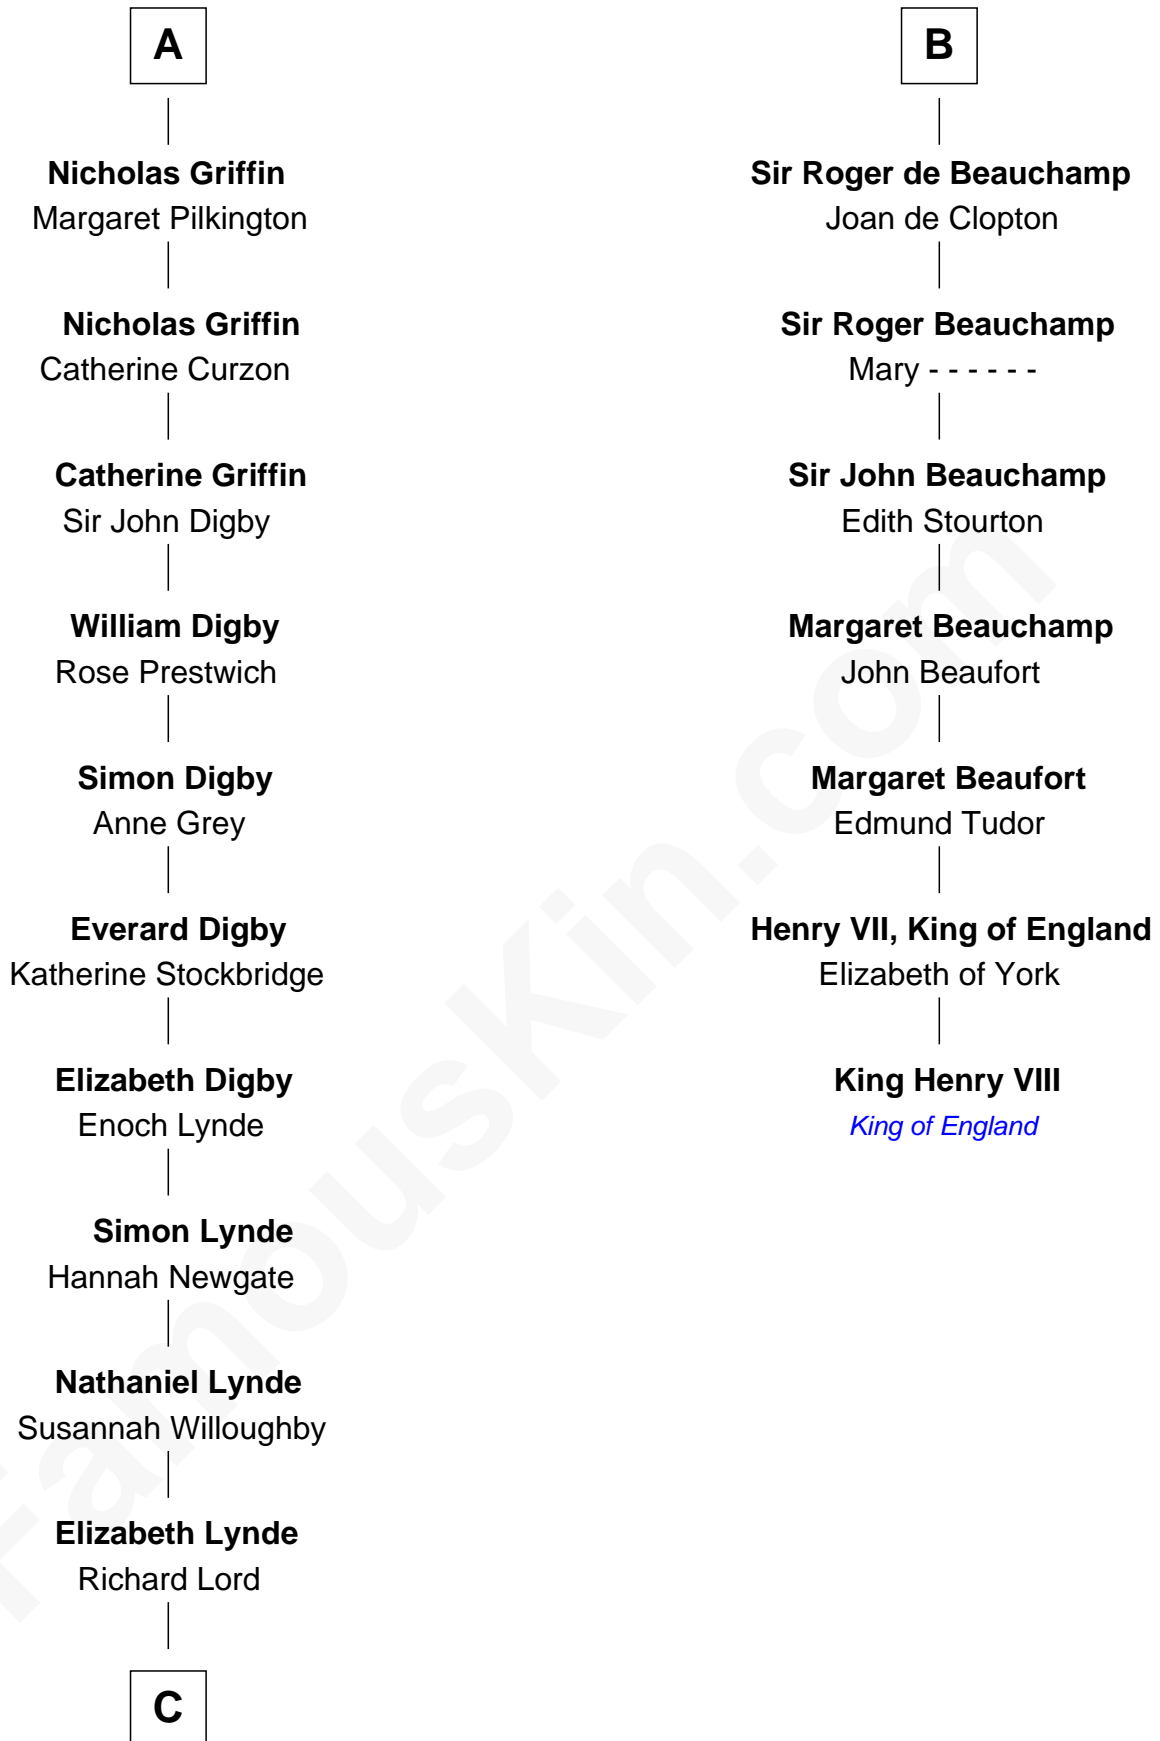 A
Nicholas Griffin
Margaret Pilkington
Nicholas Griffin
Catherine Curzon
Catherine Griffin
Sir John Digby
William Digby
Rose Prestwich
Simon Digby
Anne Grey
Everard Digby
Katherine Stockbridge
Elizabeth Digby
Enoch Lynde
Simon Lynde
Hannah Newgate
Nathaniel Lynde
Susannah Willoughby
Elizabeth Lynde
Richard Lord
C
B
Sir Roger de Beauchamp
Joan de Clopton
Sir Roger Beauchamp
Mary - - - - - -
Sir John Beauchamp
Edith Stourton
Margaret Beauchamp
John Beaufort
Margaret Beaufort
Edmund Tudor
Henry VII, King of England
Elizabeth of York
King Henry VIII
King of England
FamousKin.com